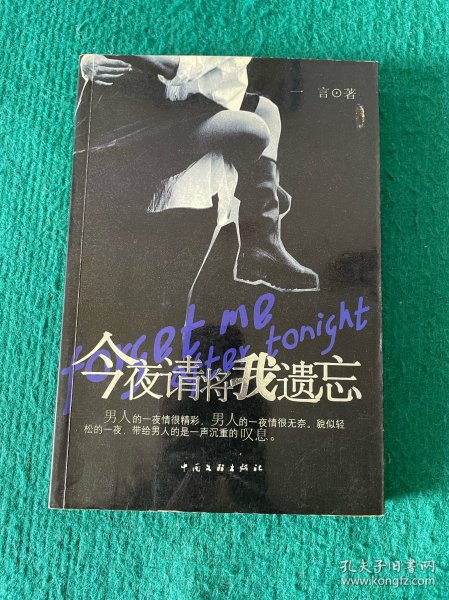 一 言⊙著
forget me
after tonight
今夜请将我遗忘
男人的一夜情很精彩，男人的一夜情很无奈。貌似轻
松的一夜，带给男人的是一声沉重的叹息。
中国文联出版社
孔夫子旧书网
www.kongfz.com